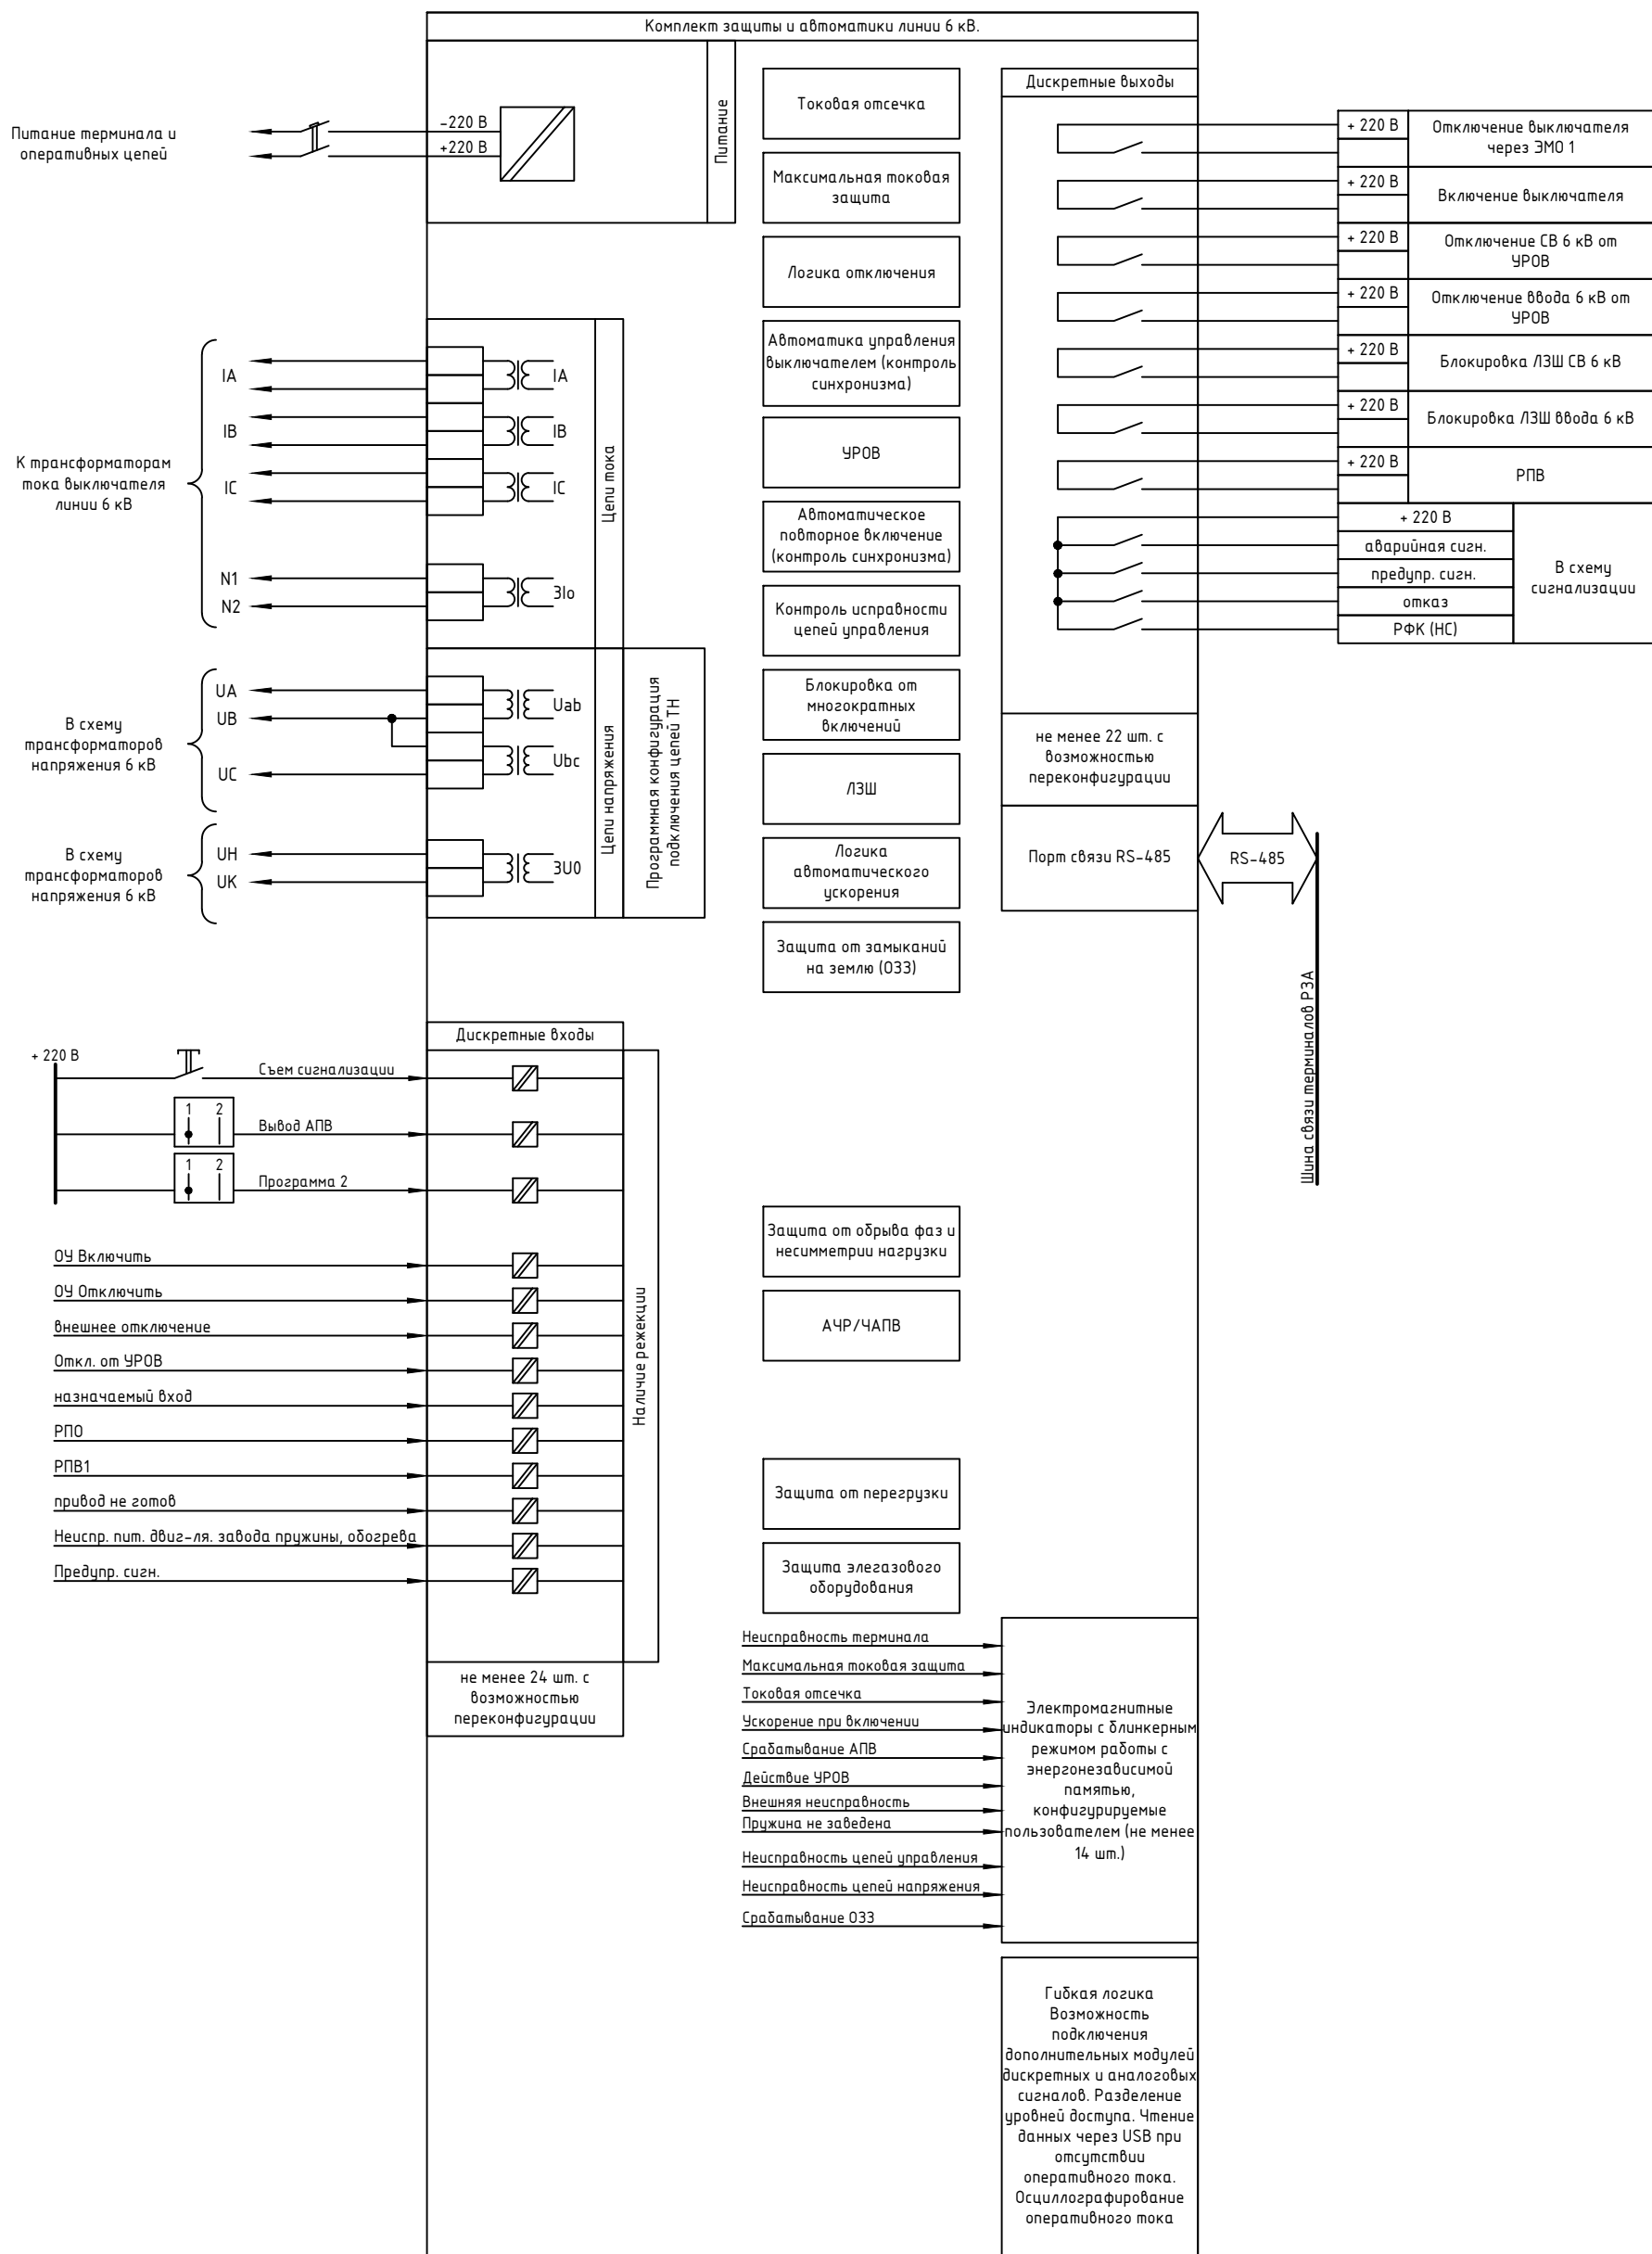 Комплект защиты и автоматики линии 6 кВ.
Питание терминала и
оперативных цепей
-220 В
+220 В
Питание
К трансформаторам
тока выключателя
линии 6 кВ
IA
IB
IC
N1
N2
IA
IB
IC
3Io
Цепи тока
В схему
трансформаторов
напряжения 6 кВ
UA
UB
UC
Uab
Ubc
В схему
трансформаторов
напряжения 6 кВ
UH
UK
3U0
Цепи напряжения
Программная конфигурация
подключения цепей ТН
Токовая отсечка
Максимальная токовая
защита
Логика отключения
Автоматика управления
выключателем (контроль
синхронизма)
УРОВ
Автоматическое
повторное включение
(контроль синхронизма)
Контроль исправности
цепей управления
Блокировка от
многократных
включений
ЛЗШ
Логика
автоматического
ускорения
Защита от замыканий
на землю (ОЗЗ)
Защита от обрыва фаз и
несимметрии нагрузки
АЧР/ЧАПВ
Защита от перегрузки
Защита элегазового
оборудования
Дискретные выходы
+ 220 В
Отключение выключателя
через ЭМО 1
+ 220 В
Включение выключателя
+ 220 В
Отключение СВ 6 кВ от
УРОВ
+ 220 В
Отключение ввода 6 кВ от
УРОВ
+ 220 В
Блокировка ЛЗШ СВ 6 кВ
+ 220 В
Блокировка ЛЗШ ввода 6 кВ
+ 220 В
РПВ
+ 220 В
аварийная сигн.
предупр. сигн.
отказ
РФК (НС)
В схему
сигнализации
не менее 22 шт. с
возможностью
переконфигурации
Порт связи RS-485
RS-485
Шина связи терминалов РЗА
Дискретные входы
+ 220 В
Съем сигнализации
1 2
Вывод АПВ
1 2
Программа 2
ОУ Включить
ОУ Отключить
внешнее отключение
Откл. от УРОВ
назначаемый вход
РПО
РПВ1
привод не готов
Неиспр. пит. двиг-ля. завода пружины, обогрева
Предупр. сигн.
Наличие режекции
не менее 24 шт. с
возможностью
переконфигурации
Неисправность терминала
Максимальная токовая защита
Токовая отсечка
Ускорение при включении
Срабатывание АПВ
Действие УРОВ
Внешняя неисправность
Пружина не заведена
Неисправность цепей управления
Неисправность цепей напряжения
Срабатывание ОЗЗ
Электромагнитные
индикаторы с блинкерным
режимом работы с
энергонезависимой
памятью,
конфигурируемые
пользователем (не менее
14 шт.)
Гибкая логика
Возможность
подключения
дополнительных модулей
дискретных и аналоговых
сигналов. Разделение
уровней доступа. Чтение
данных через USB при
отсутствии
оперативного тока.
Осциллографирование
оперативного тока